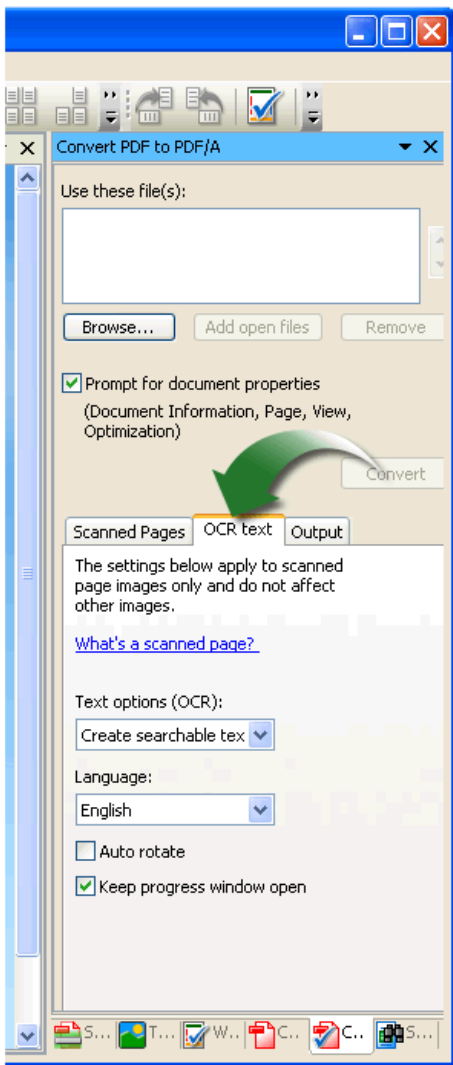 Convert PDF to PDF/A
Use these file(s):
Browse... Add open files Remove
Prompt for document properties
(Document Information, Page, View,
Optimization)
Convert
Scanned Pages OCR text Output
The settings below apply to scanned
page images only and do not affect
other images.
What's a scanned page?
Text options (OCR):
Create searchable tex
Language:
English
Auto rotate
Keep progress window open
S... T... W.. C.. C.. S...